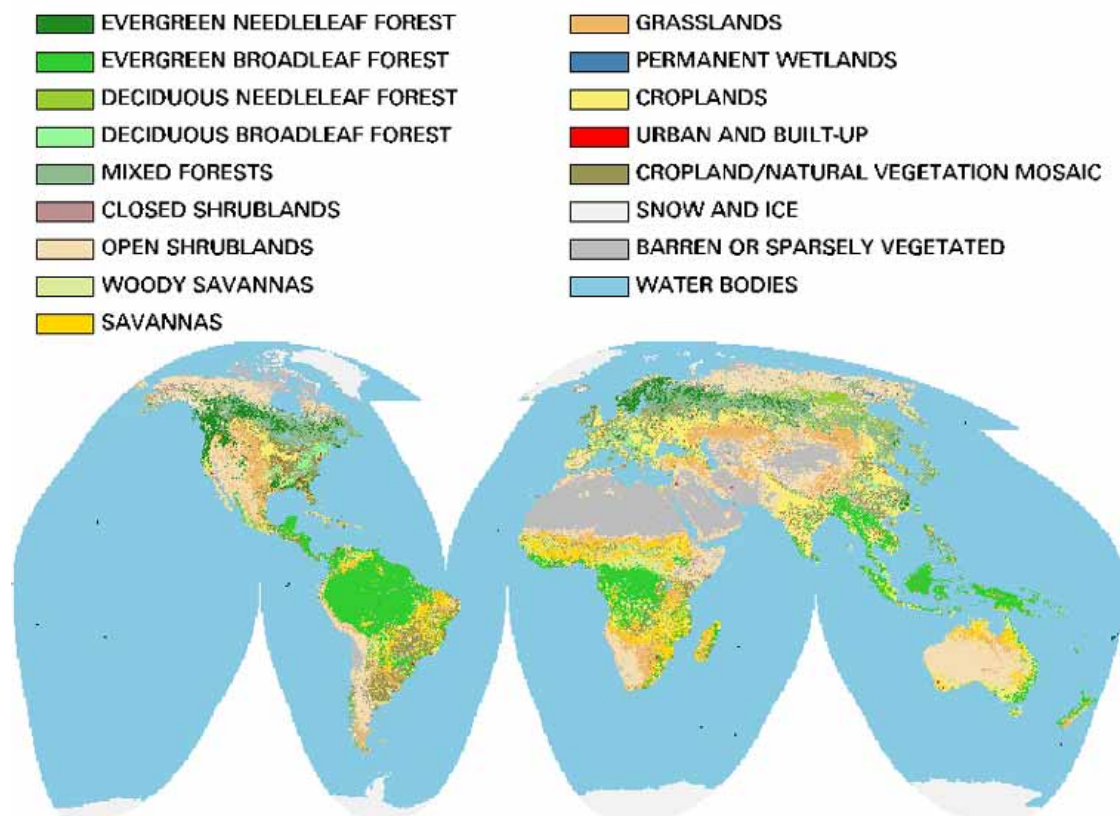 EVERGREEN NEEDLELEAF FOREST
EVERGREEN BROADLEAF FOREST
DECIDUOUS NEEDLELEAF FOREST
DECIDUOUS BROADLEAF FOREST
MIXED FORESTS
CLOSED SHRUBLANDS
OPEN SHRUBLANDS
WOODY SAVANNAS
SAVANNAS
GRASSLANDS
PERMANENT WETLANDS
CROPLANDS
URBAN AND BUILT-UP
CROPLAND/NATURAL VEGETATION MOSAIC
SNOW AND ICE
BARREN OR SPARSELY VEGETATED
WATER BODIES